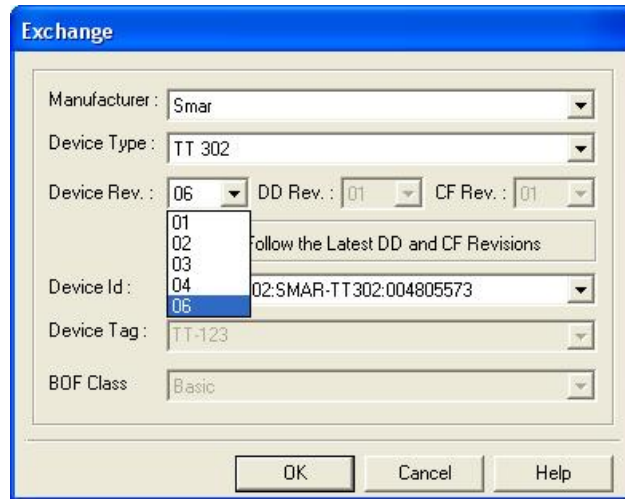 Exchange
Manufacturer : Smar
Device Type : TT 302
Device Rev. : 06 DD Rev. : 01 CF Rev. : 01
01
02
03
04
06
Follow the Latest DD and CF Revisions
Device Id : 02:SMAR-TT302:004805573
Device Tag : TT-123
BOF Class Basic
OK Cancel Help